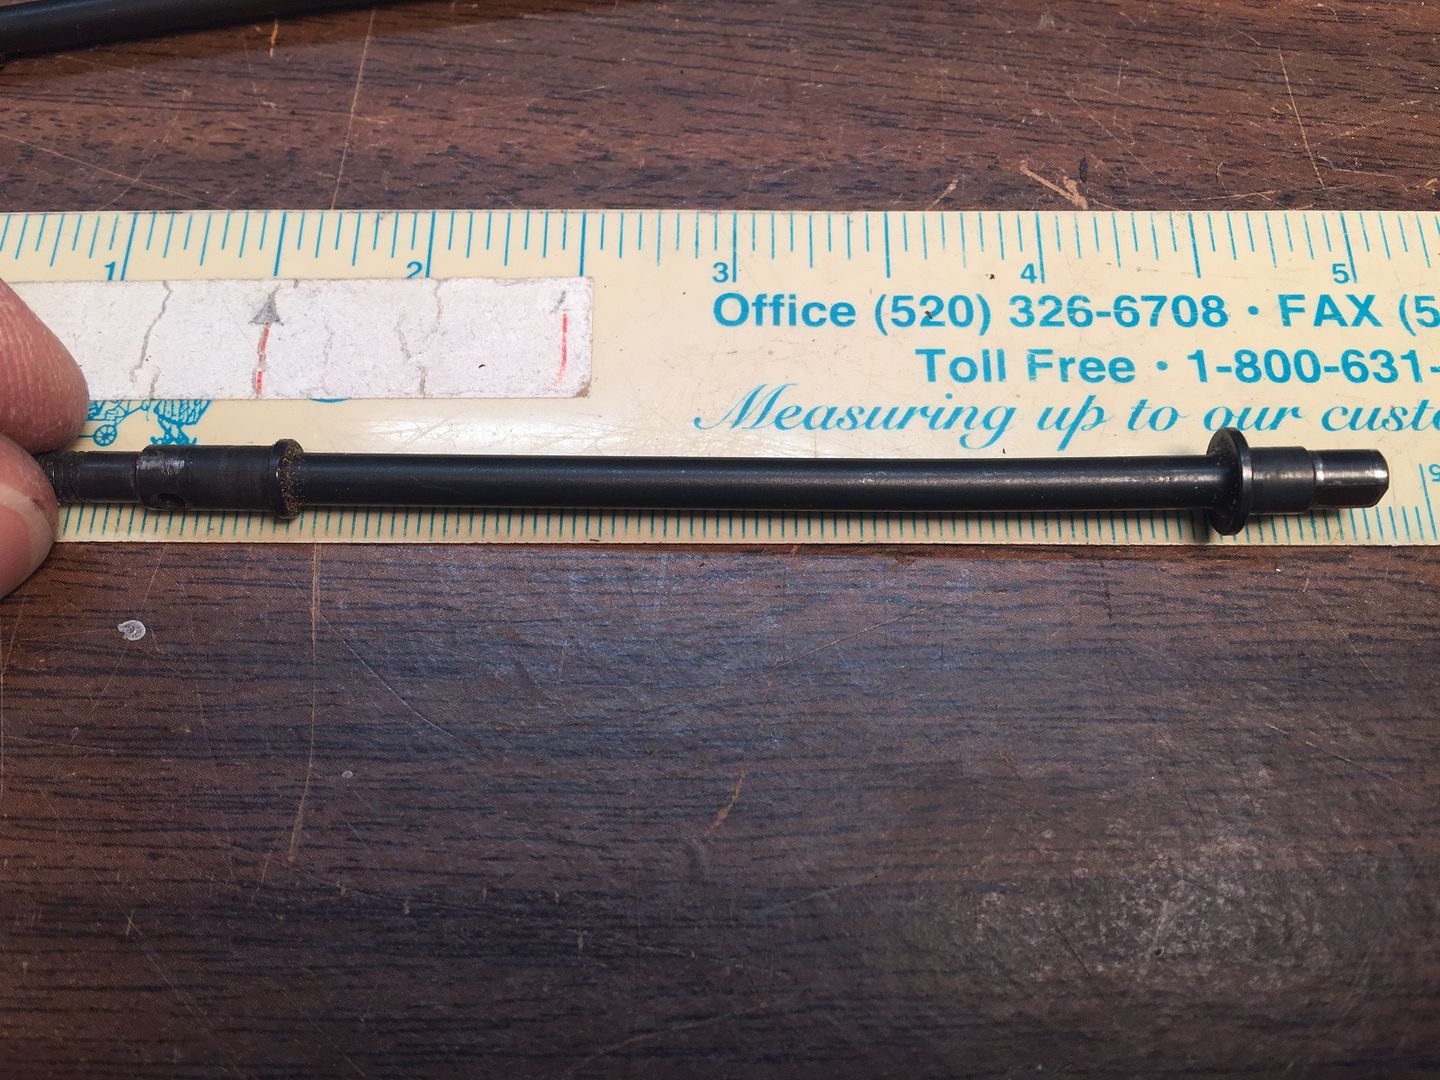 1 2 3 4 5
Office (520) 326-6708 • FAX (5
Toll Free • 1-800-631-
Measuring up to our custo